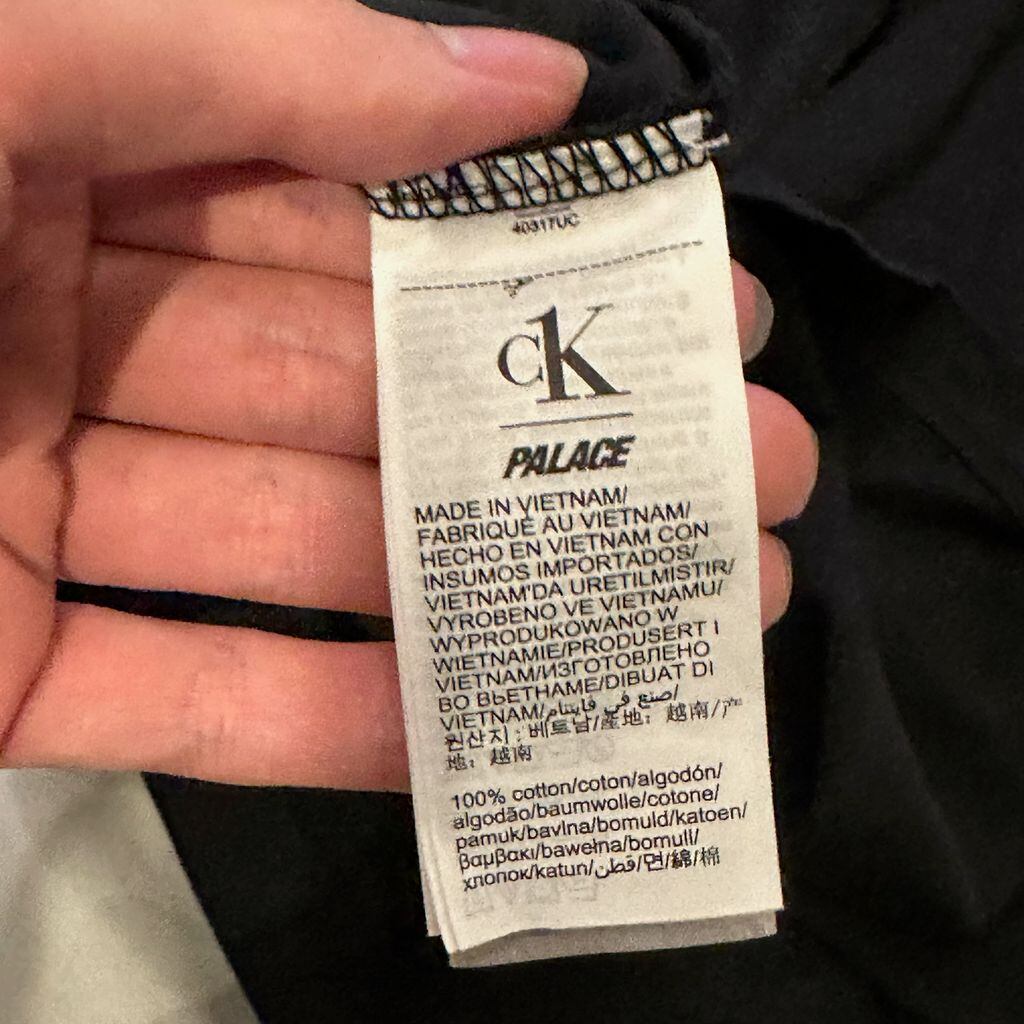 40317UC
CK
PALACE
MADE IN VIETNAM/
FABRIQUÉ AU VIETNAM/
HECHO EN VIETNAM CON
INSUMOS IMPORTADOS/
VIETNAM'DA URETILMISTIR/
VYROBENO VE VIETNAMU/
WYPRODUKOWANO W
WIETNAMIE/PRODUSERT I
VIETNAM/ИЗГОТОВЛЕНО
ВО ВЬЕТНАМЕ/DIBUAT DI
VIETNAM/صنع في فايتنام/
원산지 : 베트남/產地：越南/产
地：越南
100% cotton/coton/algodón/
algodão/baumwolle/cotone/
pamuk/bavlna/bomuld/katoen/
βαμβακι/bawełna/bomull/
хлопок/katun/قطن/면/綿/棉